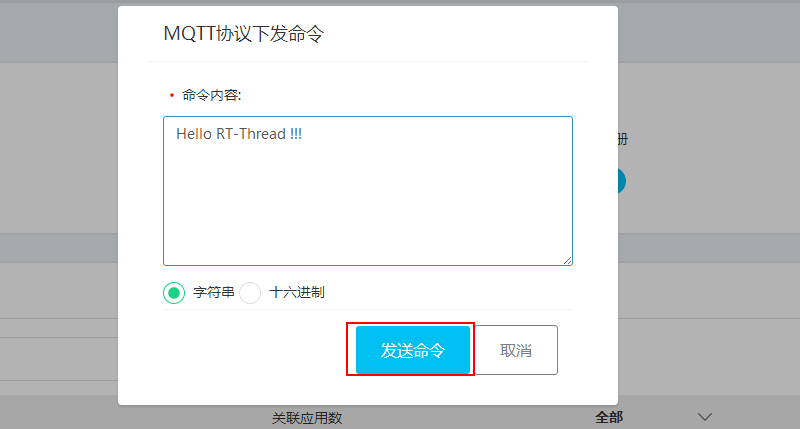 MQTT协议下发命令
命令内容:
Hello RT-Thread !!!
册
字符串 十六进制
发送命令 取消
关联应用数 全部